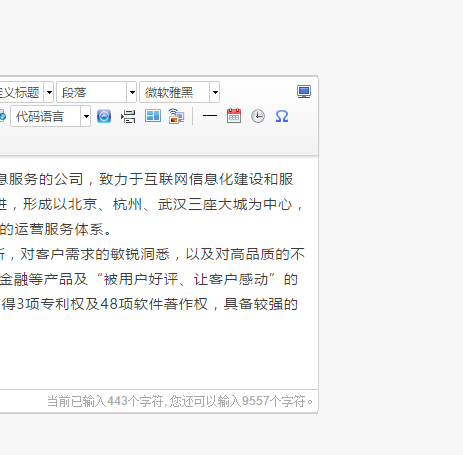 定义标题 段落 微软雅黑
代码语言
息服务的公司，致力于互联网信息化建设和服
进，形成以北京、杭州、武汉三座大城为中心，
的运营服务体系。
新，对客户需求的敏锐洞悉，以及对高品质的不
金融等产品及“被用户好评、让客户感动”的
得3项专利权及48项软件著作权，具备较强的
当前已输入443个字符, 您还可以输入9557个字符。